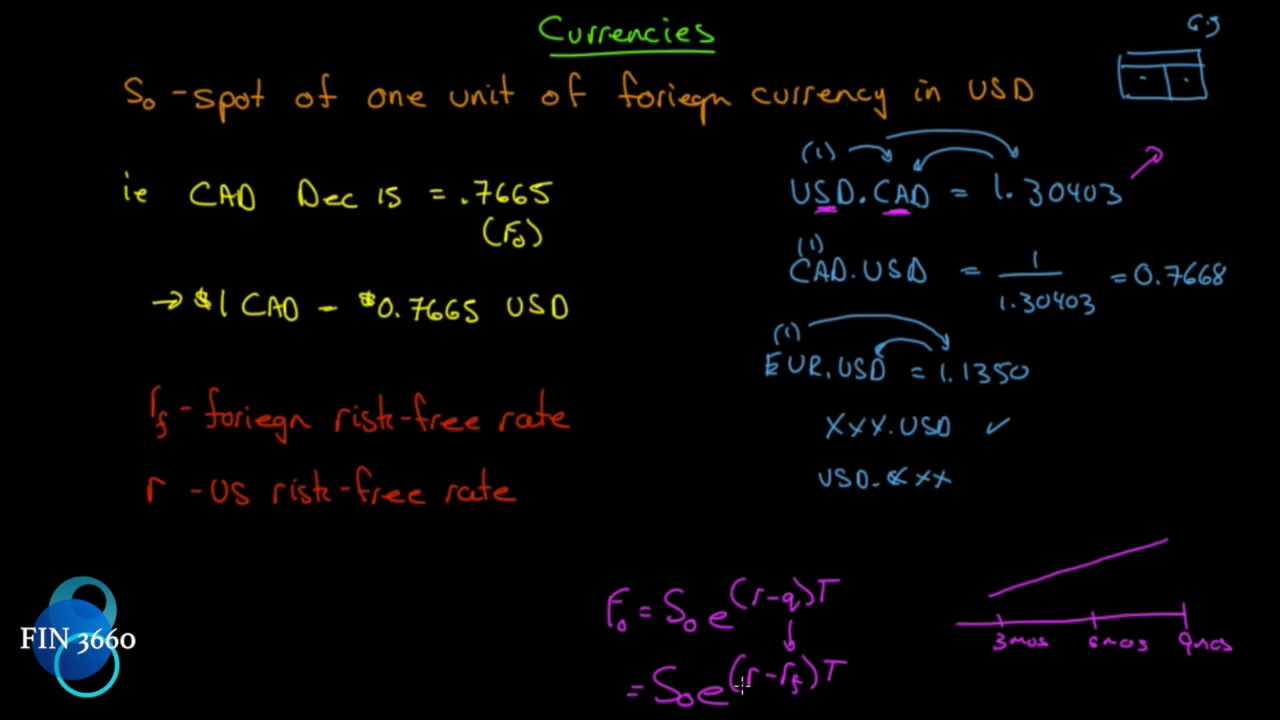 Currencies
6.9
S₀ - spot of one unit of foriegn currency in USD
ie CAD Dec 15 = .7665
(F₀)
→ $1 CAD - $0.7665 USD
r_f - foriegn risk-free rate
r - US risk-free rate
(1)
USD.CAD = 1.30403
(1)
CAD.USD = 1/1.30403 = 0.7668
(1)
EUR.USD = 1.1350
XXX.USD ✓
USD.XXX
F₀ = S₀e^(r-q)T
= S₀e^(r-r_f)T
3mos 6mos 9mos
FIN 3660